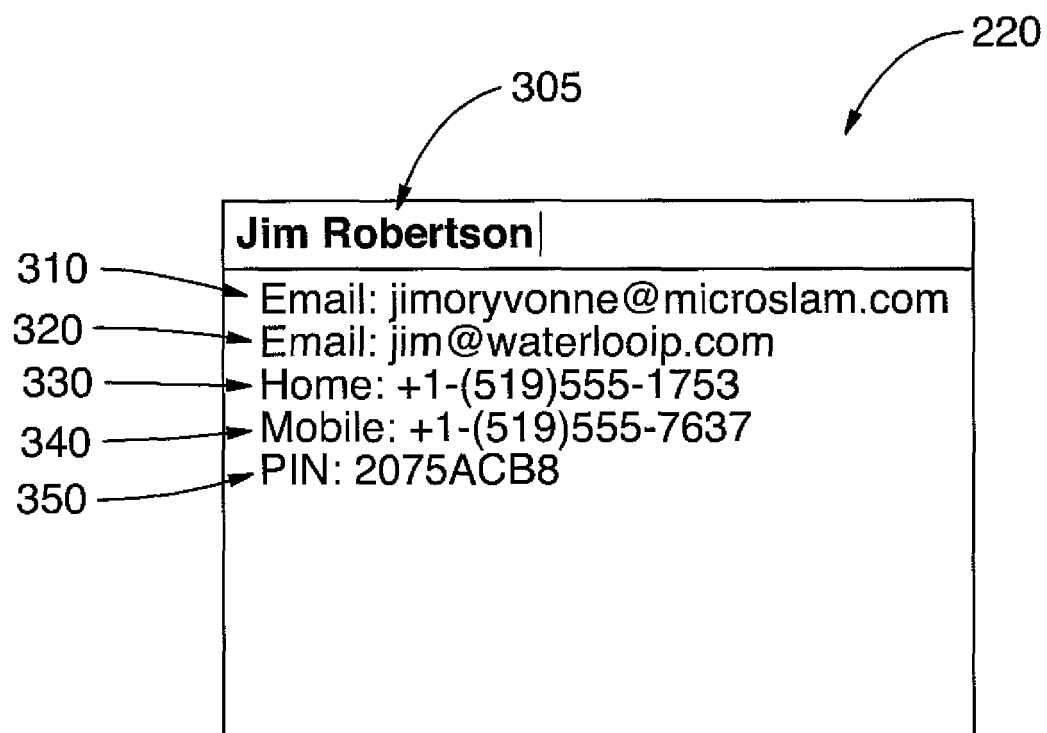 220
305
Jim Robertson
310
Email: jimoryvonne@microslam.com
320
Email: jim@waterlooip.com
330
Home: +1-(519)555-1753
340
Mobile: +1-(519)555-7637
350
PIN: 2075ACB8